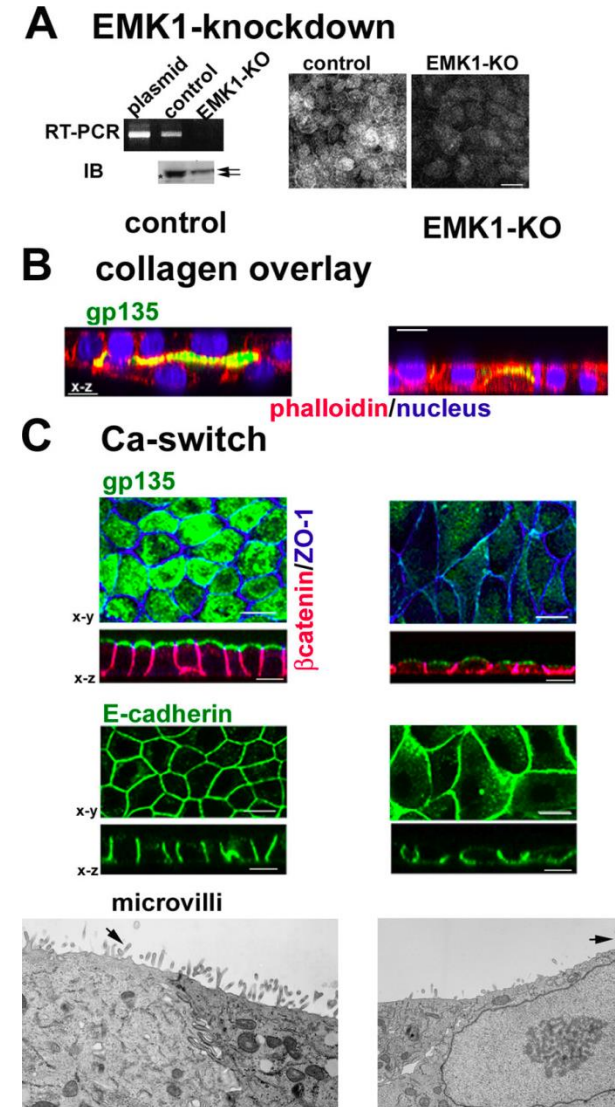 A EMK1-knockdown
plasmid
control
EMK1-KO
RT-PCR
IB
control
EMK1-KO
control
EMK1-KO
B collagen overlay
gp135
x-z
phalloidin/nucleus
C Ca-switch
gp135
x-y
x-z
βcatenin/ZO-1
E-cadherin
x-y
x-z
microvilli